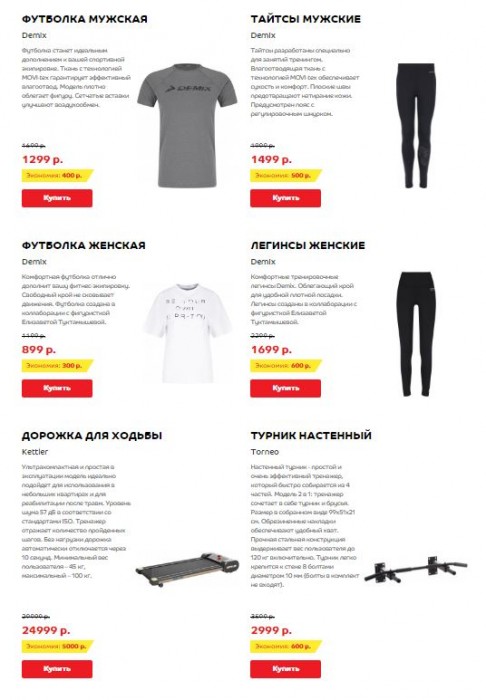 ФУТБОЛКА МУЖСКАЯ
Demix
Футболка станет идеальным
дополнением к вашей спортивной
экипировке. Ткань с технологией
MOVI-tex гарантирует эффективный
влагоотвод. Модель плотно
облегает фигуру. Сетчатые вставки
улучшают воздухообмен.
DEMIX
1699 р.
1299 р.
Экономия: 400 р.
Купить
ТАЙТСЫ МУЖСКИЕ
Demix
Тайтсы разработаны специально
для занятий тренингом.
Влагоотводящая ткань с
технологией MOVI-tex обеспечивает
сухость и комфорт. Плоские швы
предотвращают натирание кожи.
Предусмотрен пояс с
регулировочным шнурком.
1999 р.
1499 р.
Экономия: 500 р.
Купить
ФУТБОЛКА ЖЕНСКАЯ
Demix
Комфортная футболка отлично
дополнит вашу фитнес экипировку.
Свободный крой не сковывает
движения. Футболка создана в
коллаборации с фигуристкой
Елизаветой Туктамышевой.
BE YOUR
OWN
1199 р.
899 р.
Экономия: 300 р.
Купить
ЛЕГИНСЫ ЖЕНСКИЕ
Demix
Комфортные тренировочные
легинсы Demix. Облегающий крой
для удобной плотной посадки.
Легинсы созданы в коллаборации с
фигуристкой Елизаветой
Туктамышевой.
2299 р.
1699 р.
Экономия: 600 р.
Купить
ДОРОЖКА ДЛЯ ХОДЬБЫ
Kettler
Ультракомпактная и простая в
эксплуатации модель идеально
подойдет для использования в
небольших квартирах и для
реабилитации после травм. Уровень
шума 57 дБ в соответствии со
стандартами ISO. Тренажер
отражает количество пройденных
шагов. Без нагрузки дорожка
автоматически отключается через
10 секунд. Минимальный вес
пользователя - 45 кг,
максимальный - 100 кг.
29999 р.
24999 р.
Экономия: 5000 р.
Купить
ТУРНИК НАСТЕННЫЙ
Torneo
Настенный турник - простой и
очень эффективный тренажер,
который быстро собирается из 4
частей. Модель 2 в 1: тренажер
сочетает в себе турник и брусья.
Размер в собранном виде 99х51х21
см. Обрезиненные накладки
обеспечивают удобный хват.
Прочная стальная конструкция
выдерживает вес пользователя до
120 кг включительно. Турник легко
крепится к стене 8 болтами
диаметром 10 мм (болты в комплект
не входят).
3599 р.
2999 р.
Экономия: 600 р.
Купить